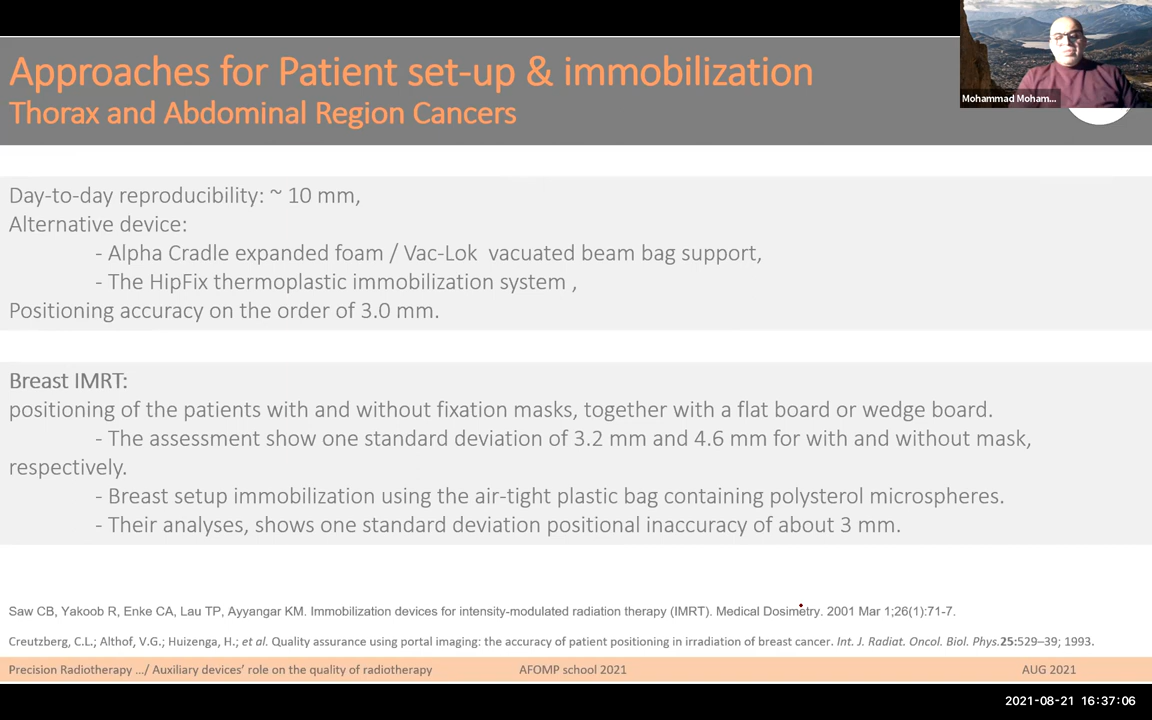 Approaches for Patient set-up & immobilization
Thorax and Abdominal Region Cancers
Mohammad Moham...
Day-to-day reproducibility: ~ 10 mm,
Alternative device:
- Alpha Cradle expanded foam / Vac-Lok vacuated beam bag support,
- The HipFix thermoplastic immobilization system ,
Positioning accuracy on the order of 3.0 mm.
Breast IMRT:
positioning of the patients with and without fixation masks, together with a flat board or wedge board.
- The assessment show one standard deviation of 3.2 mm and 4.6 mm for with and without mask,
respectively.
- Breast setup immobilization using the air-tight plastic bag containing polysterol microspheres.
- Their analyses, shows one standard deviation positional inaccuracy of about 3 mm.
Saw CB, Yakoob R, Enke CA, Lau TP, Ayyangar KM. Immobilization devices for intensity-modulated radiation therapy (IMRT). Medical Dosimetry. 2001 Mar 1;26(1):71-7.
Creutzberg, C.L.; Althof, V.G.; Huizenga, H.; et al. Quality assurance using portal imaging: the accuracy of patient positioning in irradiation of breast cancer. Int. J. Radiat. Oncol. Biol. Phys.25:529–39; 1993.
Precision Radiotherapy .../ Auxiliary devices' role on the quality of radiotherapy AFOMP school 2021 AUG 2021
2021-08-21 16:37:06